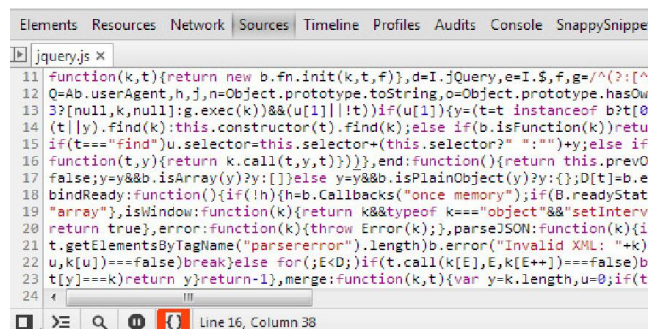 Elements Resources Network Sources Timeline Profiles Audits Console SnappySnippet
jquery.js ×
11 function(k,t){return new b.fn.init(k,t,f)},d=I.jQuery,e=I.$,f,g=/^(?:[^
12 Q=Ab.userAgent,h,j,n=Object.prototype.toString,o=Object.prototype.hasOw
13 3?[null,k,null]:g.exec(k))&&(u[1]||!t))if(u[1]){y=(t=t instanceof b?t[0
14 (t||y).find(k):this.constructor(t).find(k);else if(b.isFunction(k))retu
15 if(t==="find")u.selector=this.selector+(this.selector?" ":"")+y;else if
16 function(t,y){return k.call(t,y,t)}))},end:function(){return this.prevO
17 false;y=y&&b.isArray(y)?y:[]}else y=y&&b.isPlainObject(y)?y:{};D[t]=b.e
18 bindReady:function(){if(!h){h=b.Callbacks("once memory");if(B.readyStat
19 "array"},isWindow:function(k){return k&&typeof k==="object"&&"setInterv
20 return true},error:function(k){throw Error(k);},parseJSON:function(k){i
21 t.getElementsByTagName("parsererror").length)b.error("Invalid XML: "+k)
22 u,k[u])===false)break}else for(;E<D;)if(t.call(k[E],E,k[E++])===false)b
23 t[y]===k)return y}return-1},merge:function(k,t){var y=k.length,u=0;if(t
24
{} Line 16, Column 38